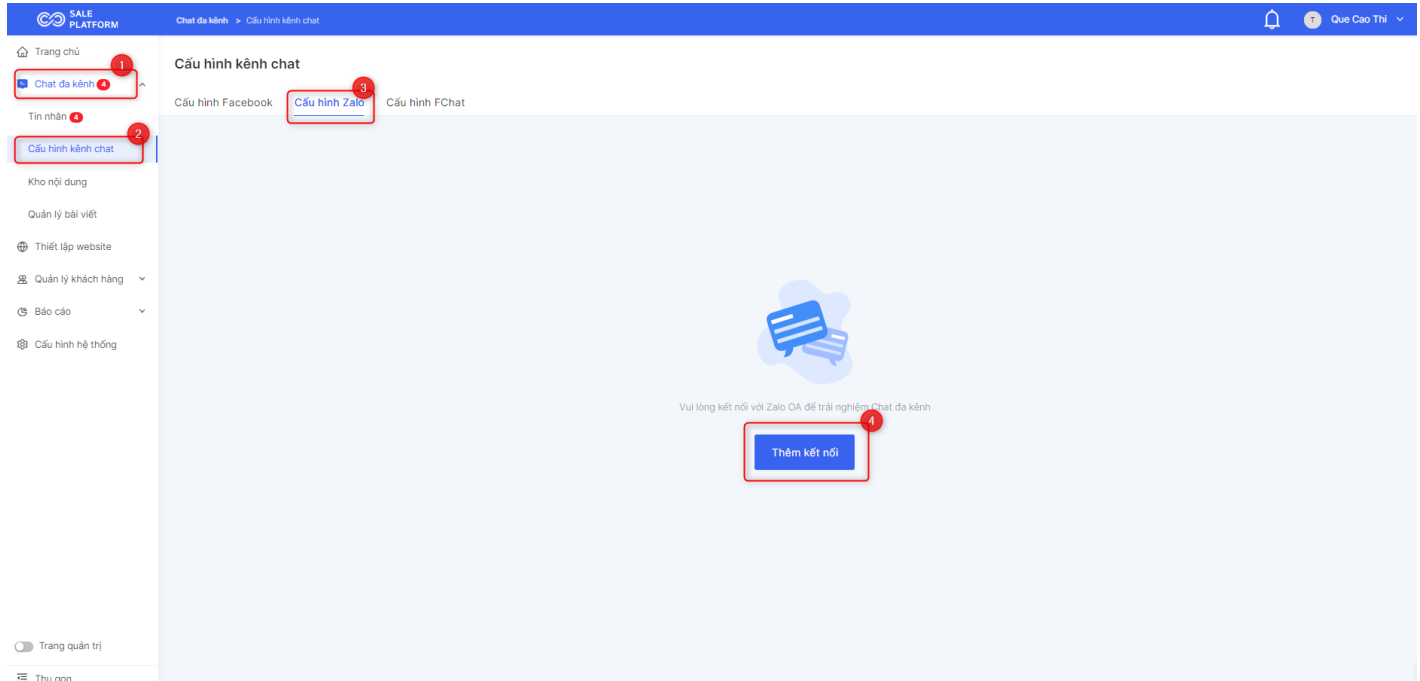 SALE
PLATFORM
Chat đa kênh > Cấu hình kênh chat
T Que Cao Thi
Trang chủ
1
Chat đa kênh 4
Tin nhắn 4
2
Cấu hình kênh chat
Kho nội dung
Quản lý bài viết
Thiết lập website
Quản lý khách hàng
Báo cáo
Cấu hình hệ thống
Trang quản trị
Thu gọn
Cấu hình kênh chat
3
Cấu hình Facebook Cấu hình Zalo Cấu hình FChat
Vui lòng kết nối với Zalo OA để trải nghiệm Chat đa kênh
4
Thêm kết nối